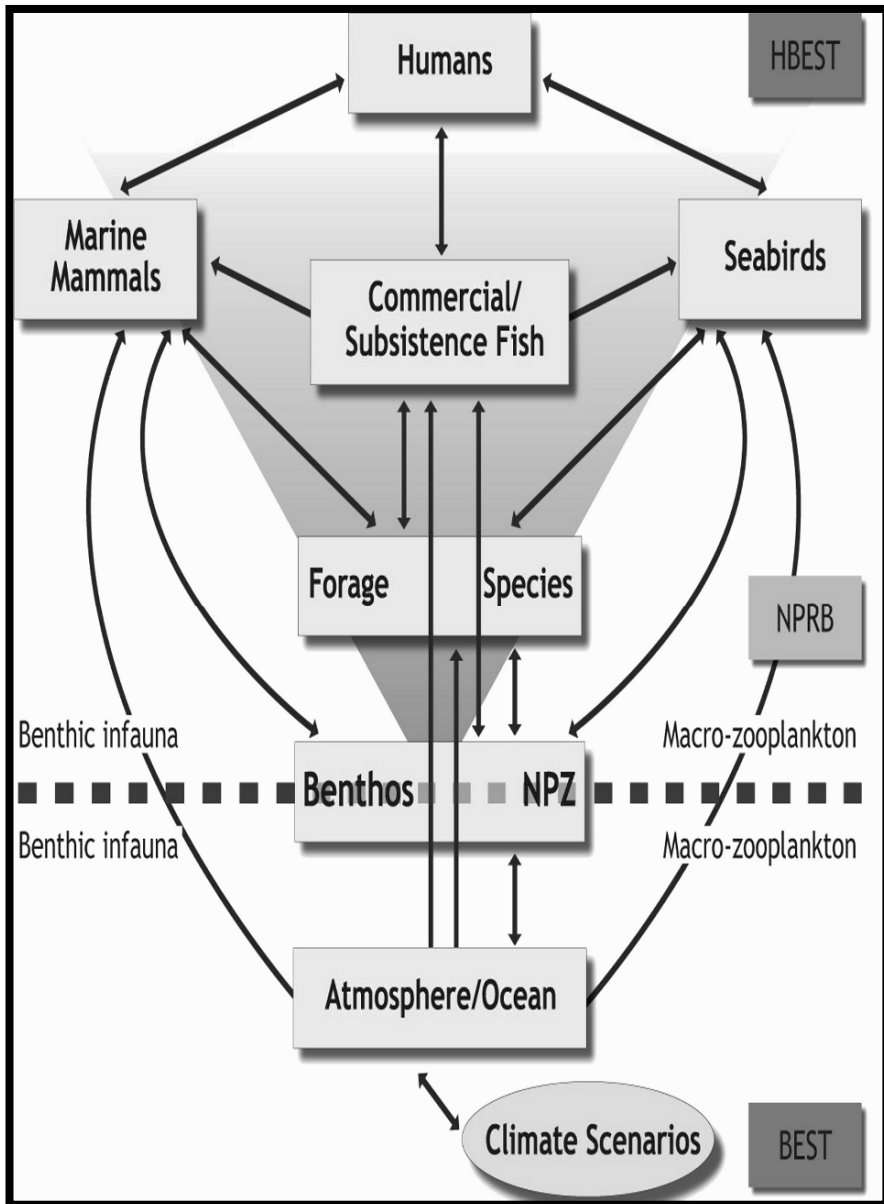 Humans
HBEST
Marine
Mammals
Seabirds
Commercial/
Subsistence Fish
Forage Species
NPRB
Benthic infauna
Macro-zooplankton
Benthos NPZ
Benthic infauna
Macro-zooplankton
Atmosphere/Ocean
Climate Scenarios
BEST